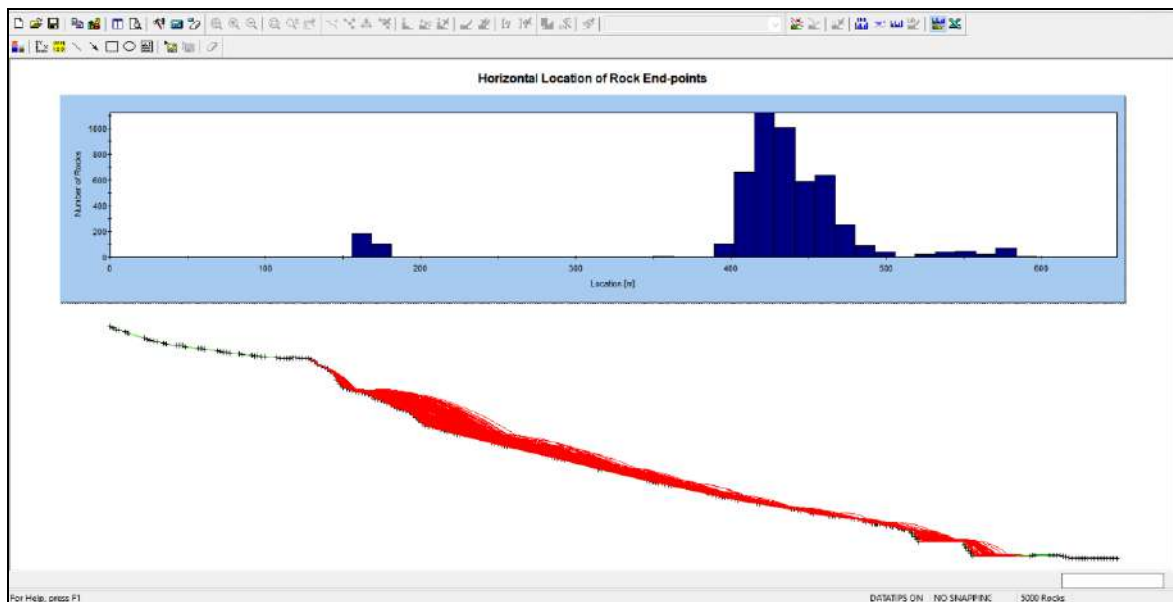 Horizontal Location of Rock End-points
Number of Rocks
1000
800
600
400
200
0
0 100 200 300 400 500 600
Location [m]
For Help, press F1
DATATIPS ON NO SNAPPING 5000 Rocks